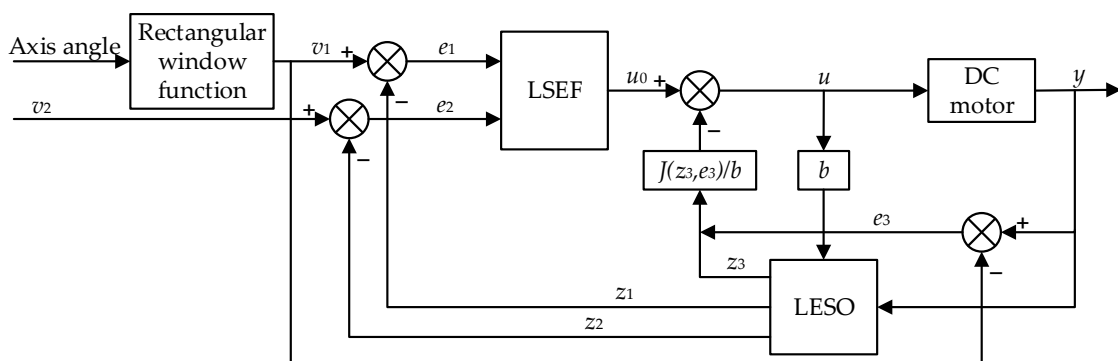 Axis angle
Rectangular
window
function
v1
+
−
e1
v2
+
−
e2
LSEF
u0
+
−
u
DC
motor
y
J(z3,e3)/b
b
e3
+
−
z3
z1
z2
LESO